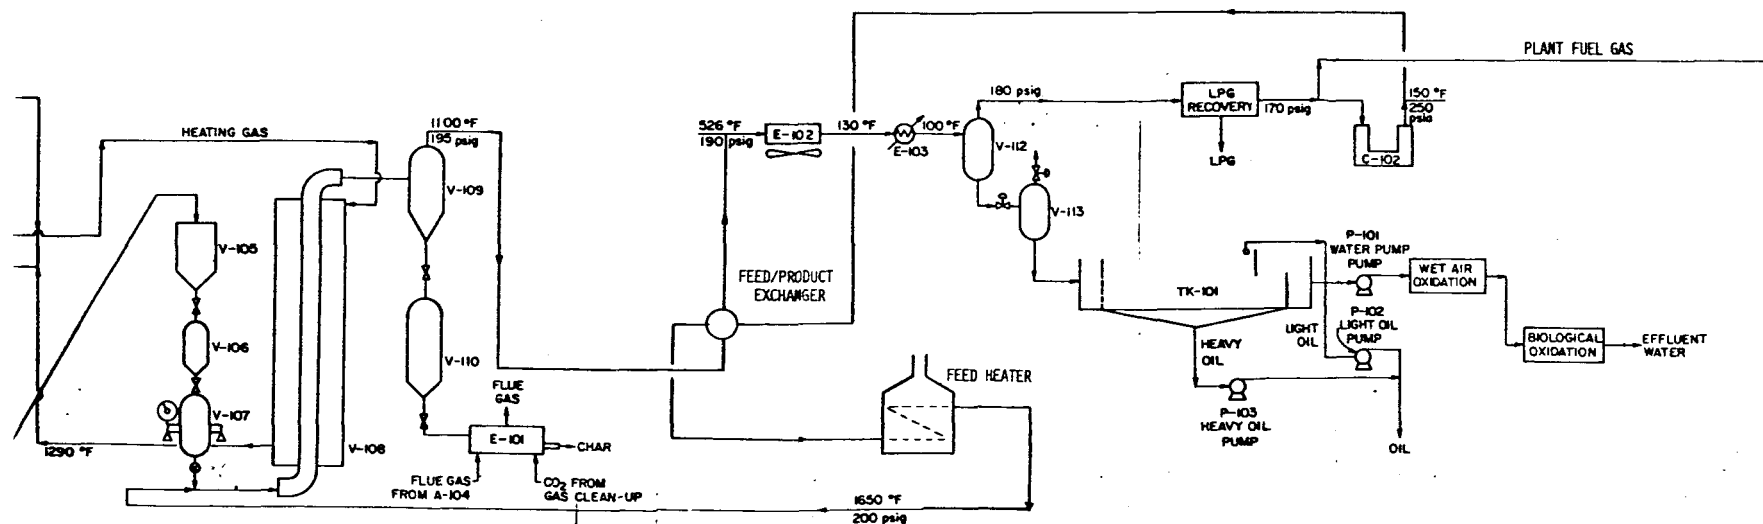 PLANT FUEL GAS
HEATING GAS
1100 °F
195 psig
526 °F
190 psig
E-102
130 °F
E-103
100 °F
180 psig
V-112
LPG
RECOVERY
LPG
170 psig
150 °F
250
psia
C-102
V-113
V-109
V-105
V-106
V-107
V-108
1290 °F
V-110
FLUE
GAS
E-101
CHAR
FLUE GAS
FROM A-104
CO2 FROM
GAS CLEAN-UP
FEED/PRODUCT
EXCHANGER
FEED HEATER
1650 °F
200 psig
TK-101
P-101
WATER PUMP
PUMP
WET AIR
OXIDATION
P-102
LIGHT OIL
PUMP
LIGHT
OIL
HEAVY
OIL
P-103
HEAVY OIL
PUMP
BIOLOGICAL
OXIDATION
EFFLUENT
WATER
OIL